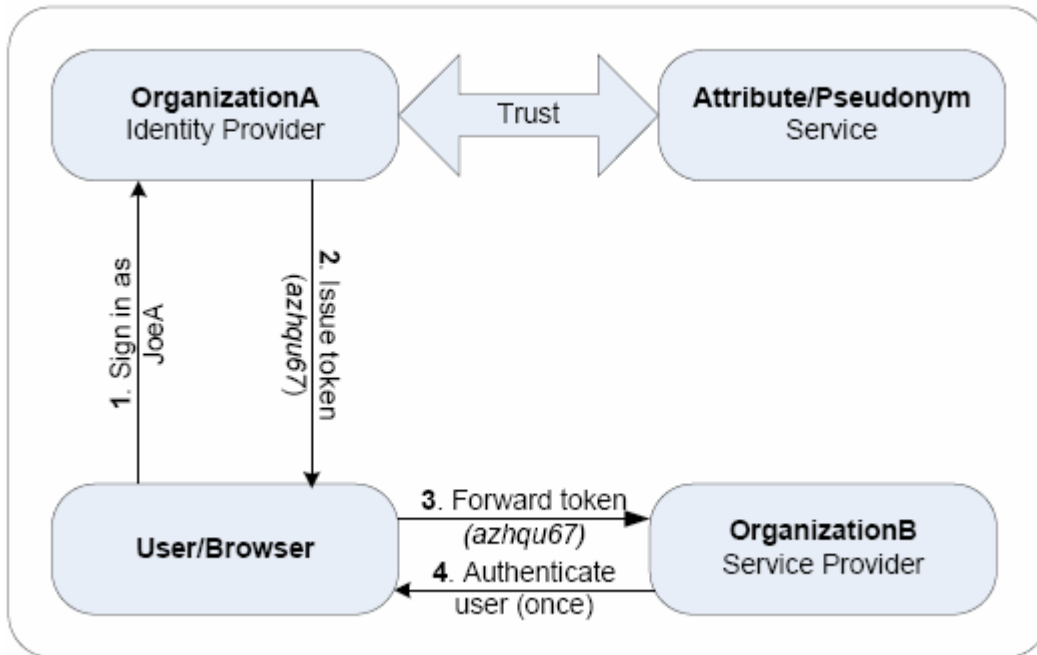 OrganizationA
Identity Provider
Trust
Attribute/Pseudonym
Service
1. Sign in as
JoeA
2. Issue token
(azhqu67)
User/Browser
3. Forward token
(azhqu67)
4. Authenticate
user (once)
OrganizationB
Service Provider